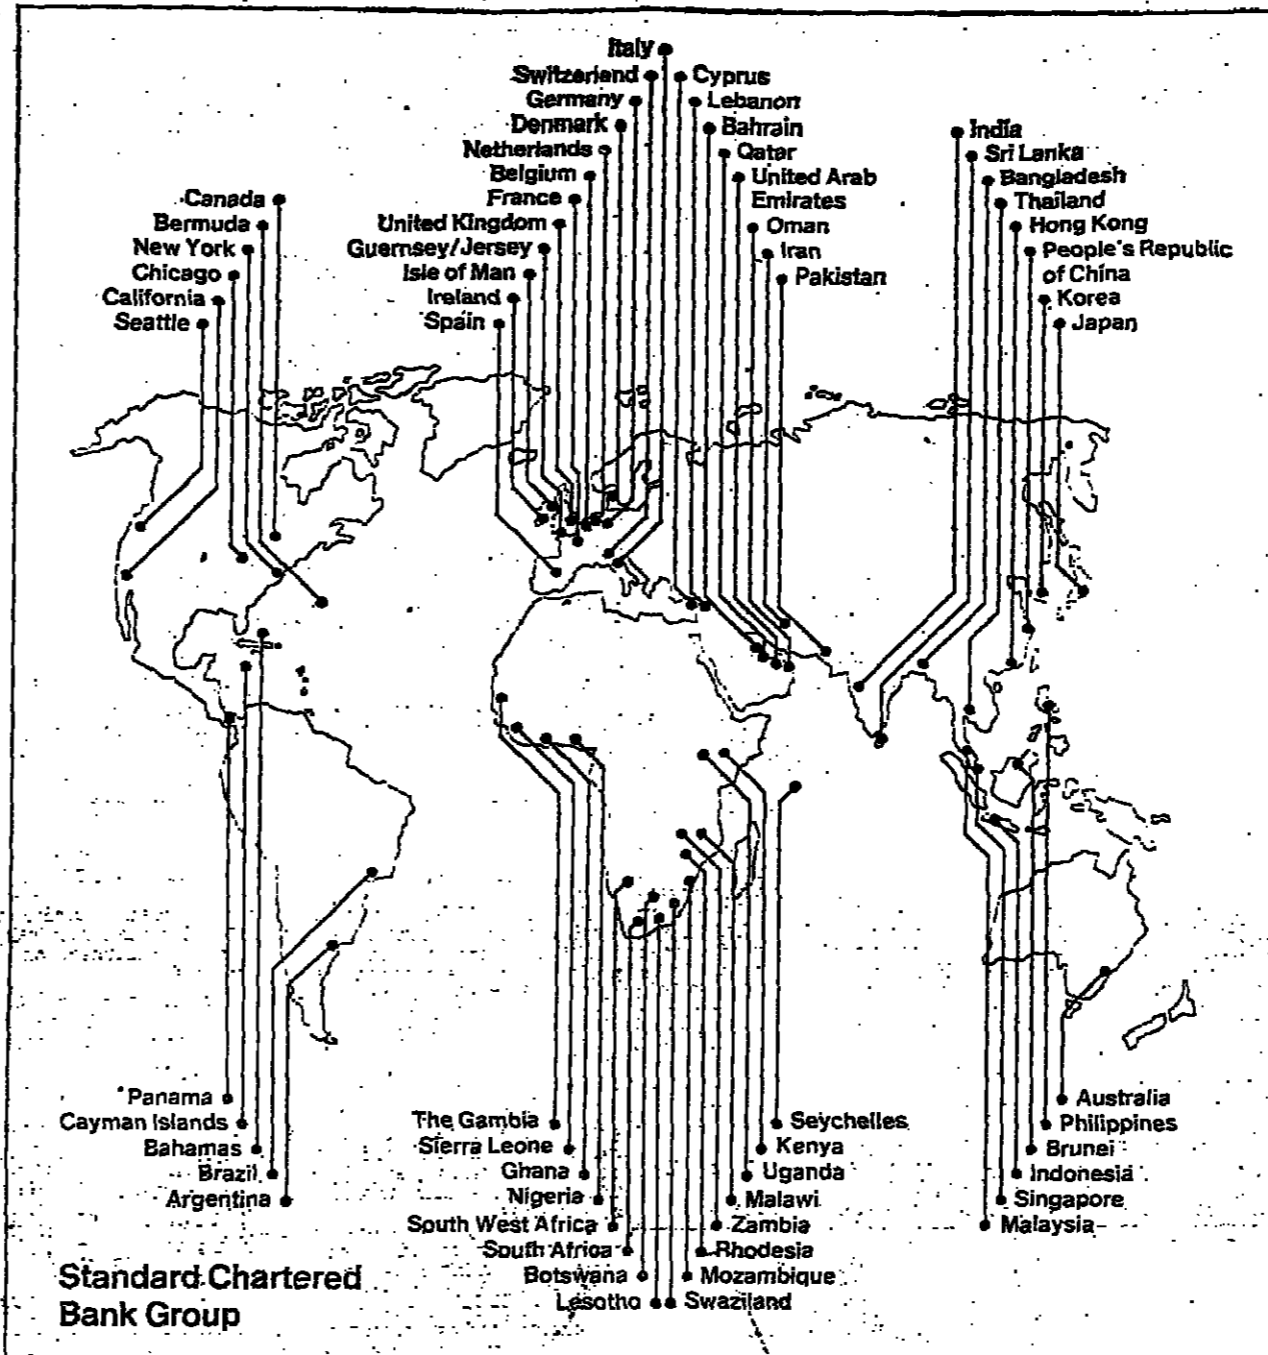 Italy
Switzerland
Germany
Denmark
Netherlands
Belgium
France
United Kingdom
Guernsey/Jersey
Isle of Man
Ireland
Spain
Cyprus
Lebanon
Bahrain
Qatar
United Arab
Emirates
Oman
Iran
Pakistan
India
Sri Lanka
Bangladesh
Thailand
Hong Kong
People's Republic
of China
Korea
Japan
Canada
Bermuda
New York
Chicago
California
Seattle
Panama
Cayman Islands
Bahamas
Brazil
Argentina
The Gambia
Sierra Leone
Ghana
Nigeria
South West Africa
South Africa
Botswana
Lesotho
Seychelles
Kenya
Uganda
Malawi
Zambia
Rhodesia
Mozambique
Swaziland
Australia
Philippines
Brunei
Indonesia
Singapore
Malaysia
Standard Chartered
Bank Group